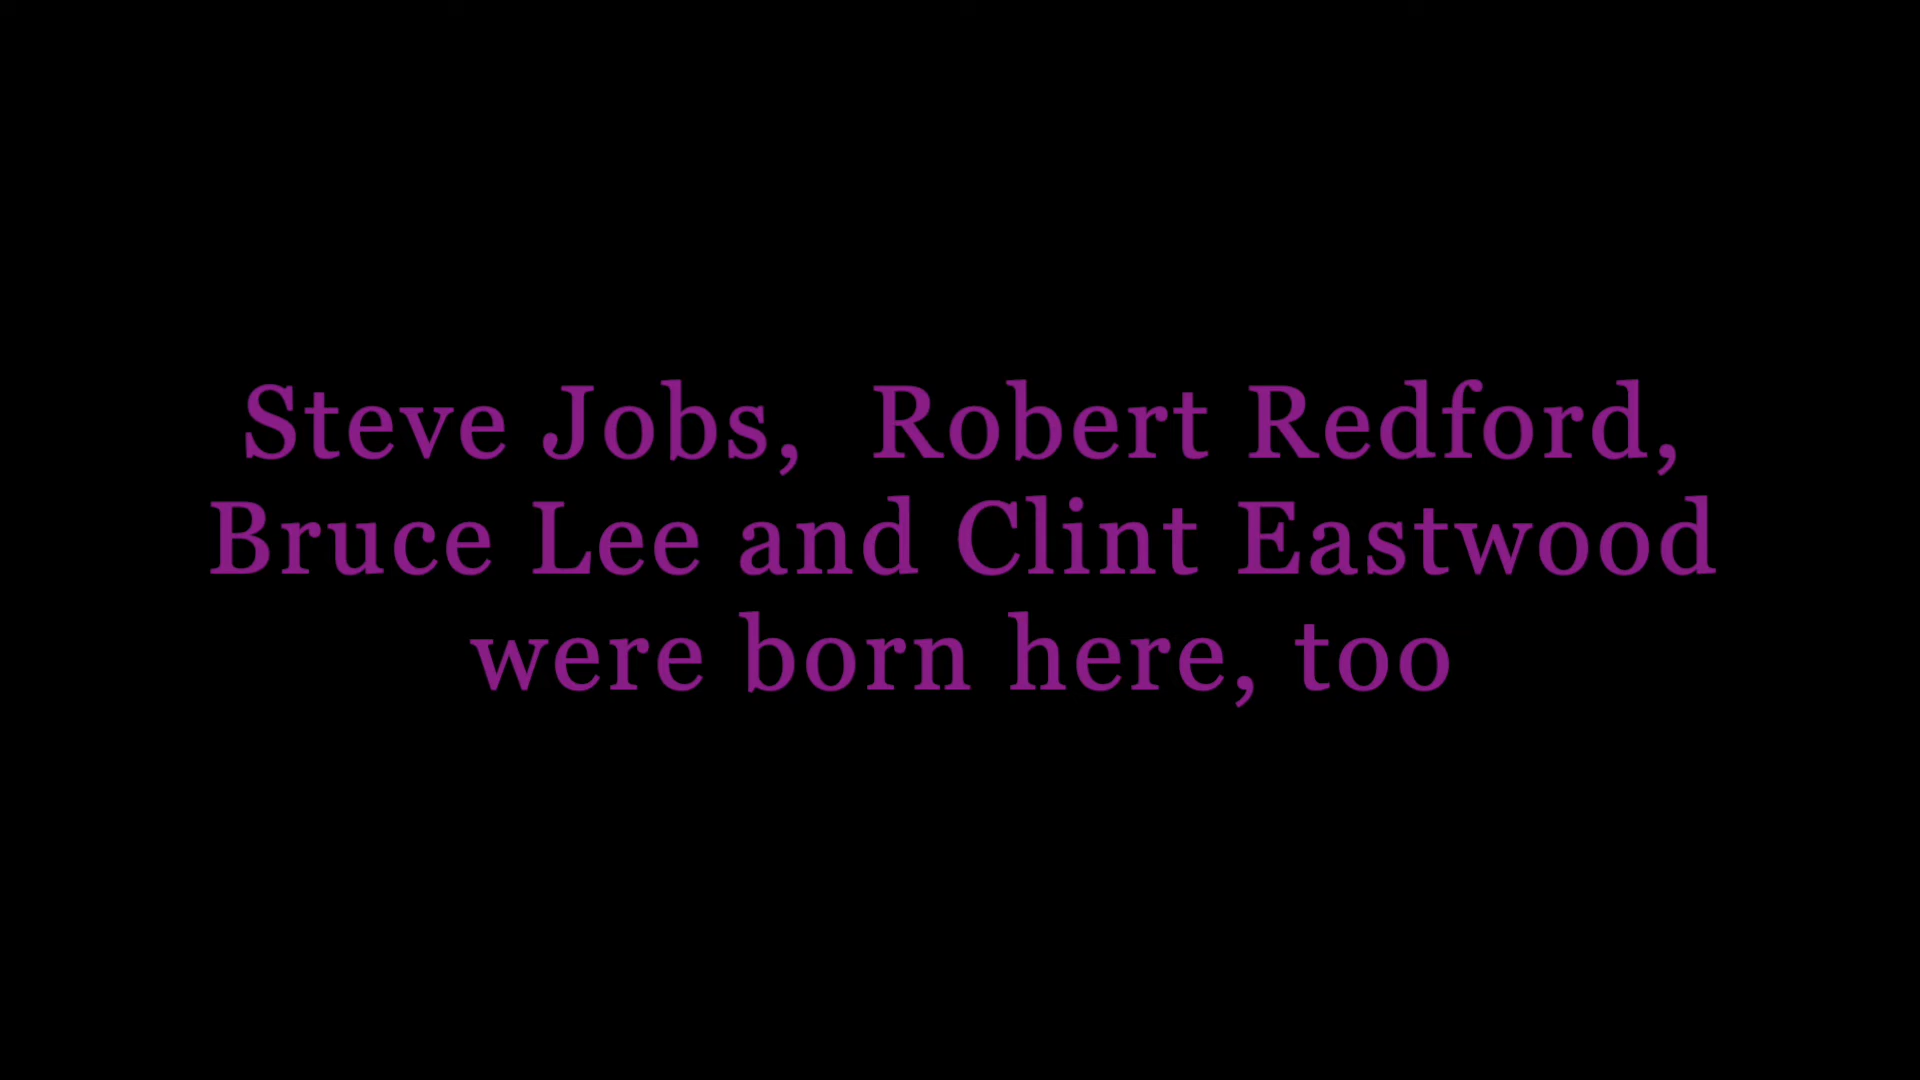 Steve Jobs,  Robert Redford,
Bruce Lee and Clint Eastwood
were born here, too